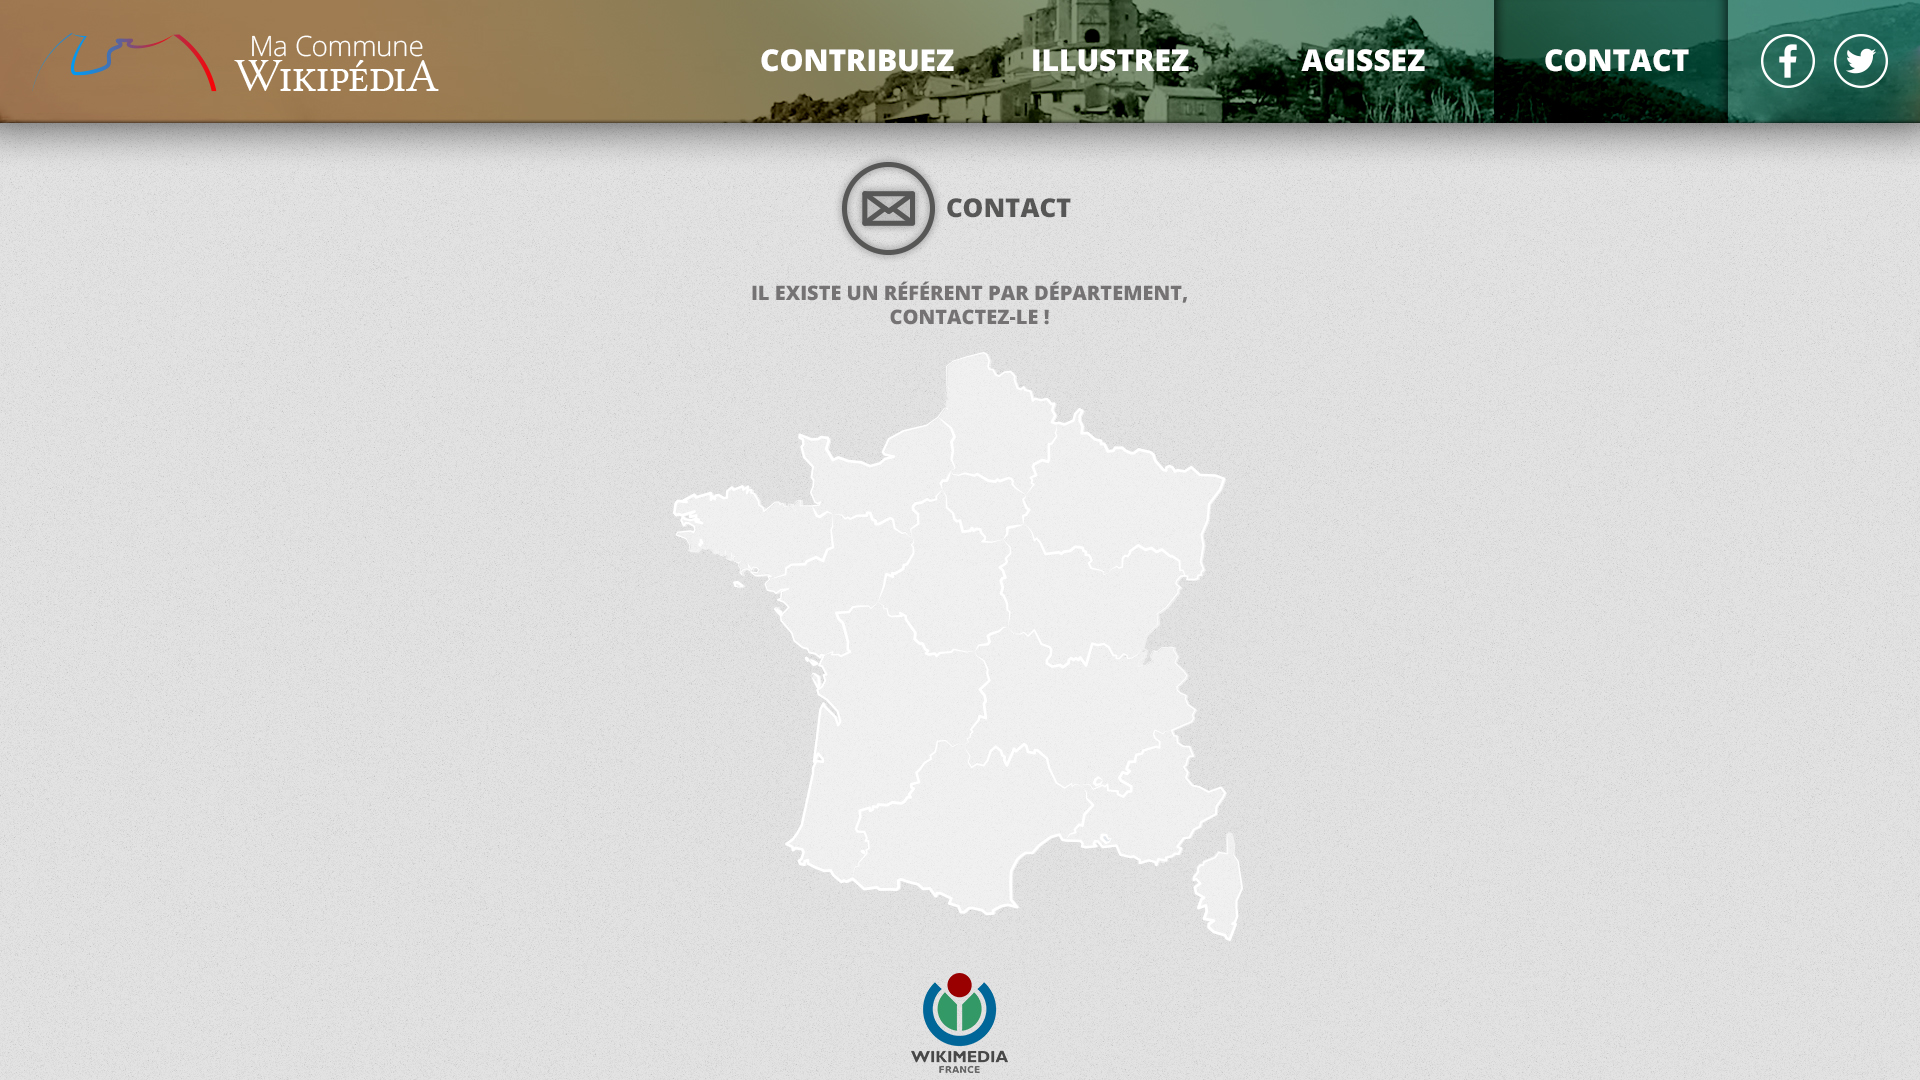 Ma Commune
WIKIPÉDIA
CONTRIBUEZ
ILLUSTREZ
AGISSEZ
CONTACT
CONTACT
IL EXISTE UN RÉFÉRENT PAR DÉPARTEMENT,
CONTACTEZ-LE !
WIKIMEDIA
FRANCE